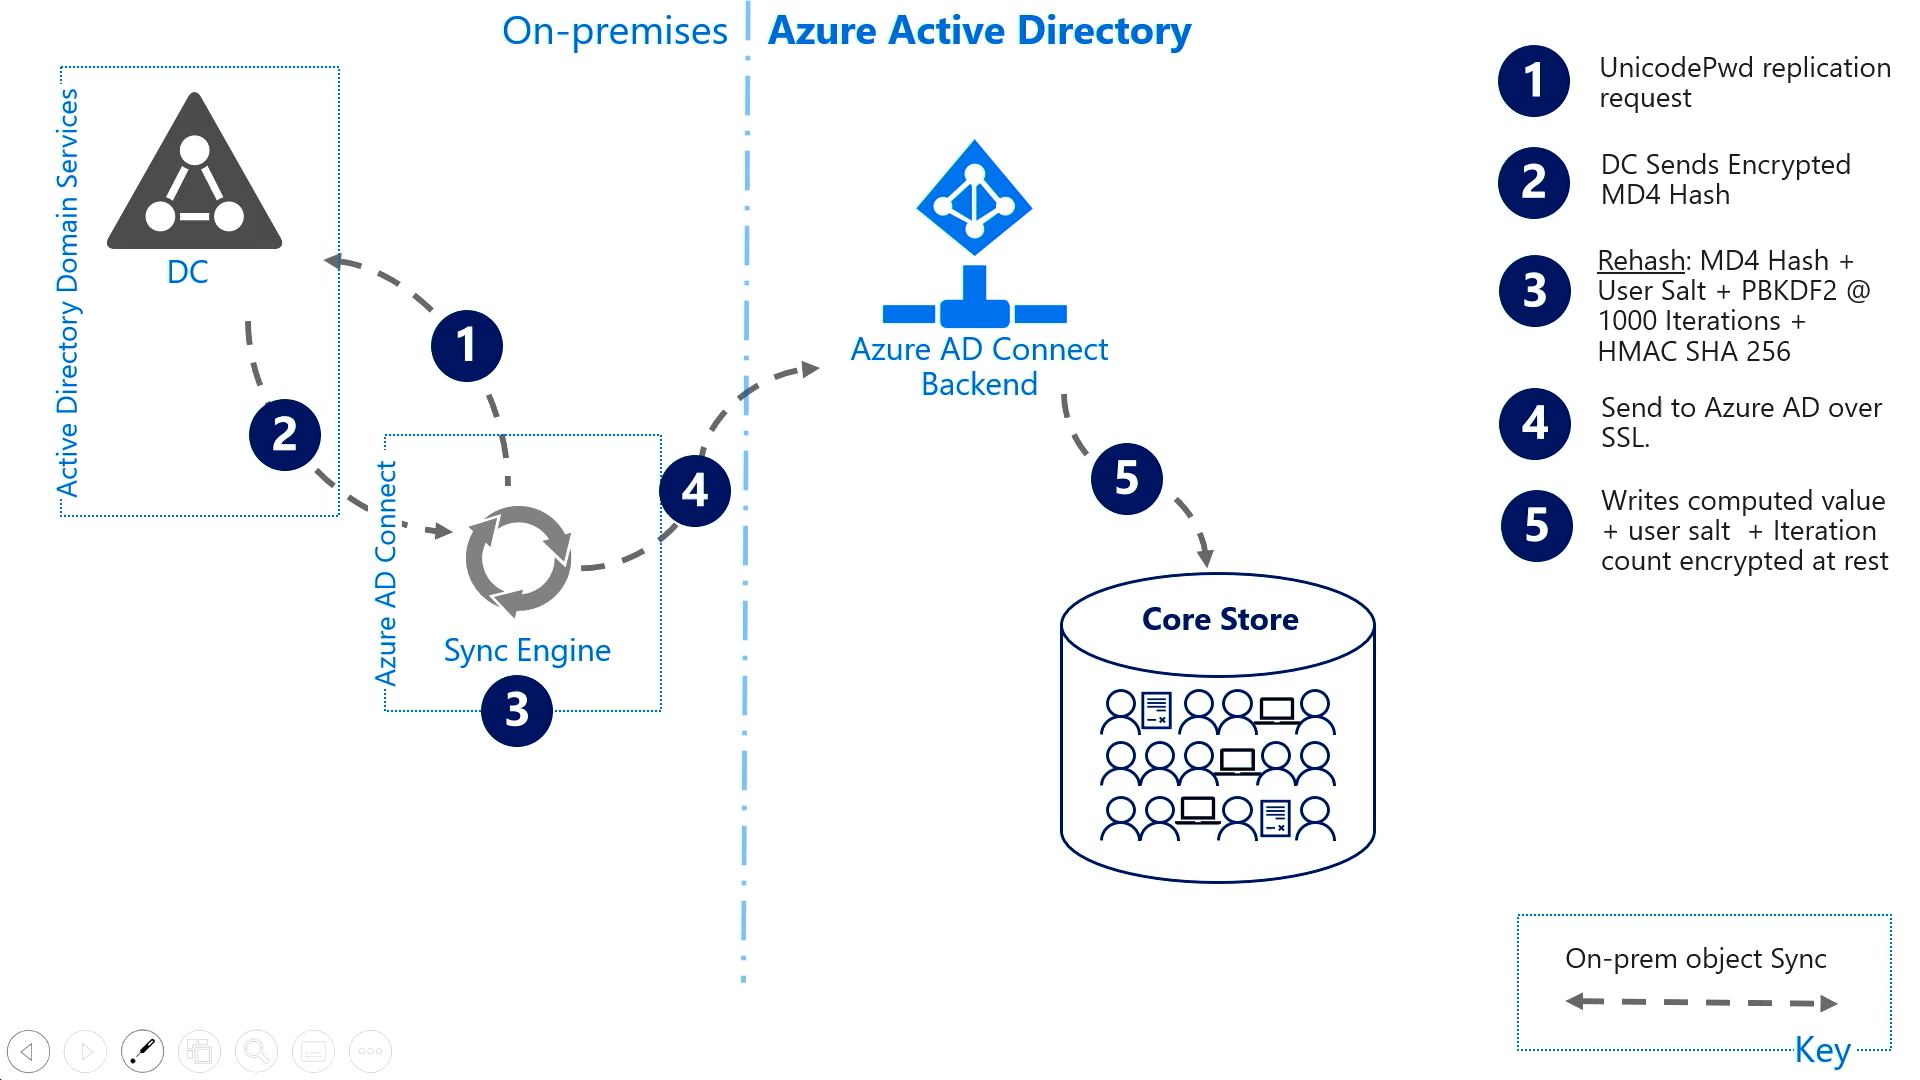 On-premises
Azure Active Directory
Active Directory Domain Services
DC
1
2
Azure AD Connect
Sync Engine
3
4
Azure AD Connect
Backend
5
Core Store
1
UnicodePwd replication
request
2
DC Sends Encrypted
MD4 Hash
3
Rehash: MD4 Hash +
User Salt + PBKDF2 @
1000 Iterations +
HMAC SHA 256
4
Send to Azure AD over
SSL.
5
Writes computed value
+ user salt + Iteration
count encrypted at rest
On-prem object Sync
Key